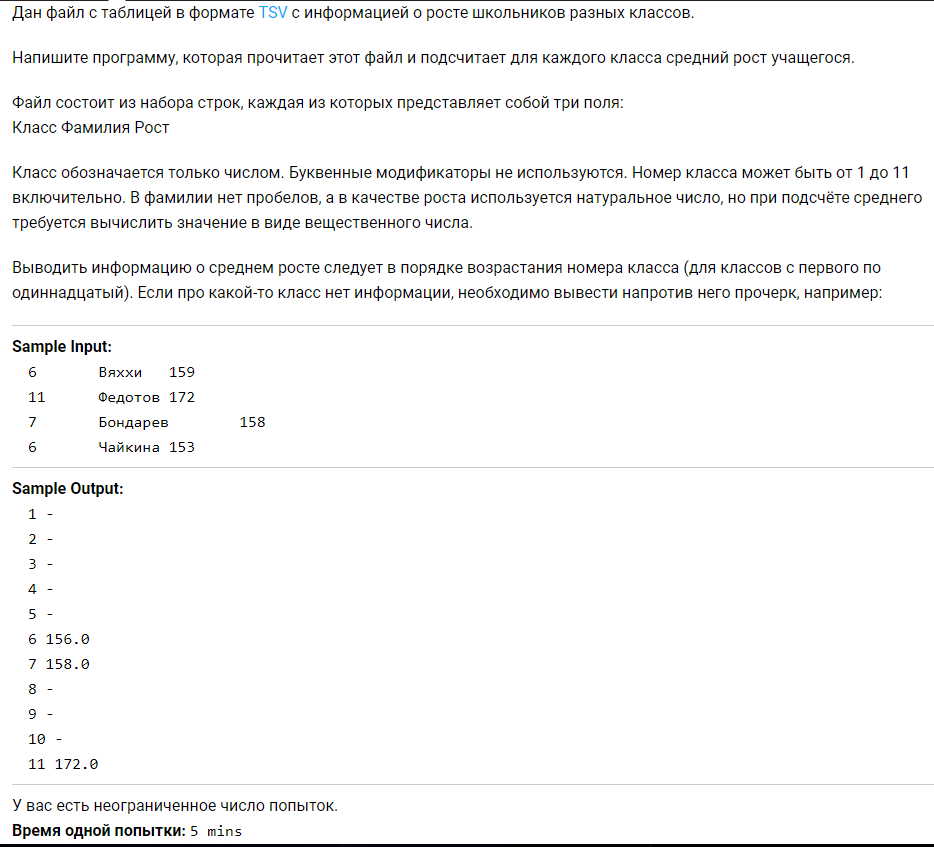 Дан файл с таблицей в формате TSV с информацией о росте школьников разных классов.
Напишите программу, которая прочитает этот файл и подсчитает для каждого класса средний рост учащегося.
Файл состоит из набора строк, каждая из которых представляет собой три поля:
Класс Фамилия Рост
Класс обозначается только числом. Буквенные модификаторы не используются. Номер класса может быть от 1 до 11
включительно. В фамилии нет пробелов, а в качестве роста используется натуральное число, но при подсчёте среднего
требуется вычислить значение в виде вещественного числа.
Выводить информацию о среднем росте следует в порядке возрастания номера класса (для классов с первого по
одиннадцатый). Если про какой-то класс нет информации, необходимо вывести напротив него прочерк, например:
Sample Input:
6 Вяххи 159
11 Федотов 172
7 Бондарев 158
6 Чайкина 153
Sample Output:
1 -
2 -
3 -
4 -
5 -
6 156.0
7 158.0
8 -
9 -
10 -
11 172.0
У вас есть неограниченное число попыток.
Время одной попытки: 5 mins